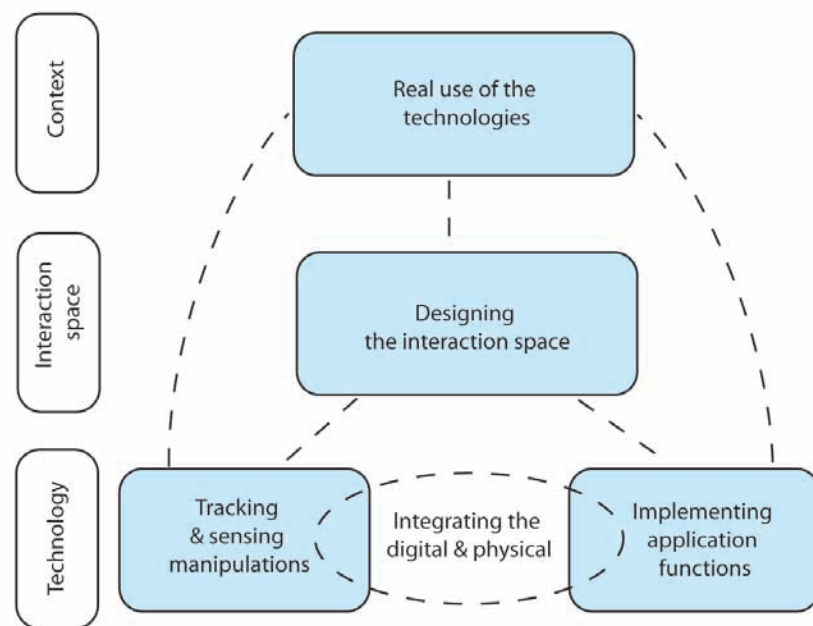 Context
Real use of the
technologies
Interaction
space
Designing
the interaction space
Technology
Tracking
& sensing
manipulations
Integrating the
digital & physical
Implementing
application
functions